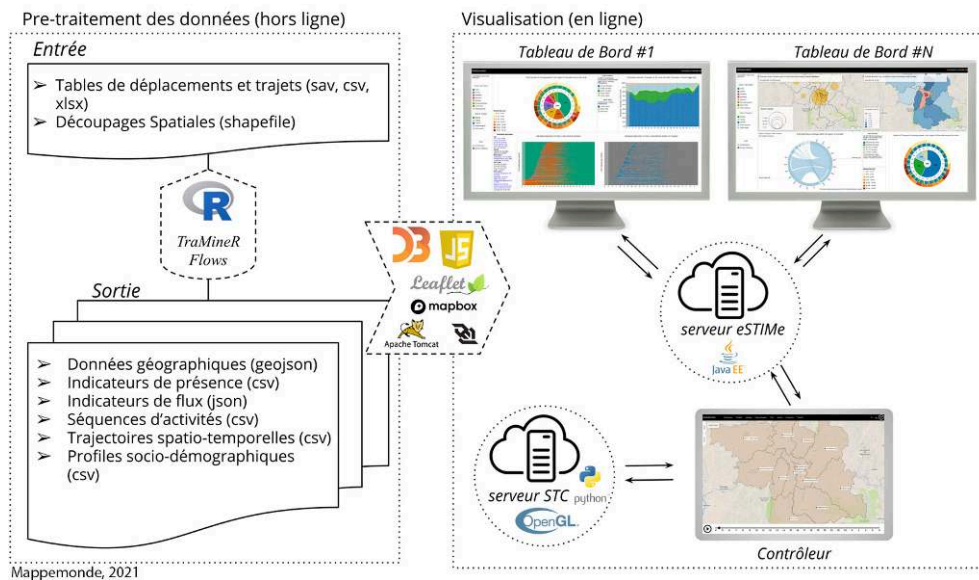 Pre-traitement des données (hors ligne)
Entrée
➢ Tables de déplacements et trajets (sav, csv,
xlsx)
➢ Découpages Spatiales (shapefile)
R
TraMineR
Flows
Sortie
➢ Données géographiques (geojson)
➢ Indicateurs de présence (csv)
➢ Indicateurs de flux (json)
➢ Séquences d'activités (csv)
➢ Trajectoires spatio-temporelles (csv)
➢ Profiles socio-démographiques
(csv)
D3
JS
Leaflet
mapbox
Apache Tomcat
Visualisation (en ligne)
Tableau de Bord #1
Tableau de Bord #N
serveur eSTIMe
Java EE
serveur STC
python
OpenGL
Contrôleur
Mappemonde, 2021